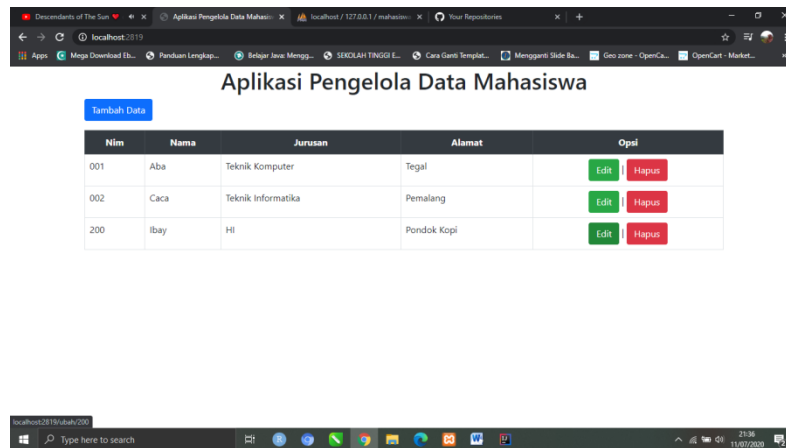 Descendants of The Sun
Aplikasi Pengelola Data Mahasis
localhost / 127.0.0.1 / mahasisw
Your Repositories
localhost:2819
Apps
Mega Download Eb...
Panduan Lengkap...
Belajar Java: Mengg...
SEKOLAH TINGGI E...
Cara Ganti Templat...
Mengganti Slide Ba...
Geo zone - OpenCa...
OpenCart - Market...
Aplikasi Pengelola Data Mahasiswa
Tambah Data
Nim Nama Jurusan Alamat Opsi
001 Aba Teknik Komputer Tegal Edit | Hapus
002 Caca Teknik Informatika Pemalang Edit | Hapus
200 Ibay HI Pondok Kopi Edit | Hapus
localhost:2819/ubah/200
Type here to search
21:36
11/07/2020